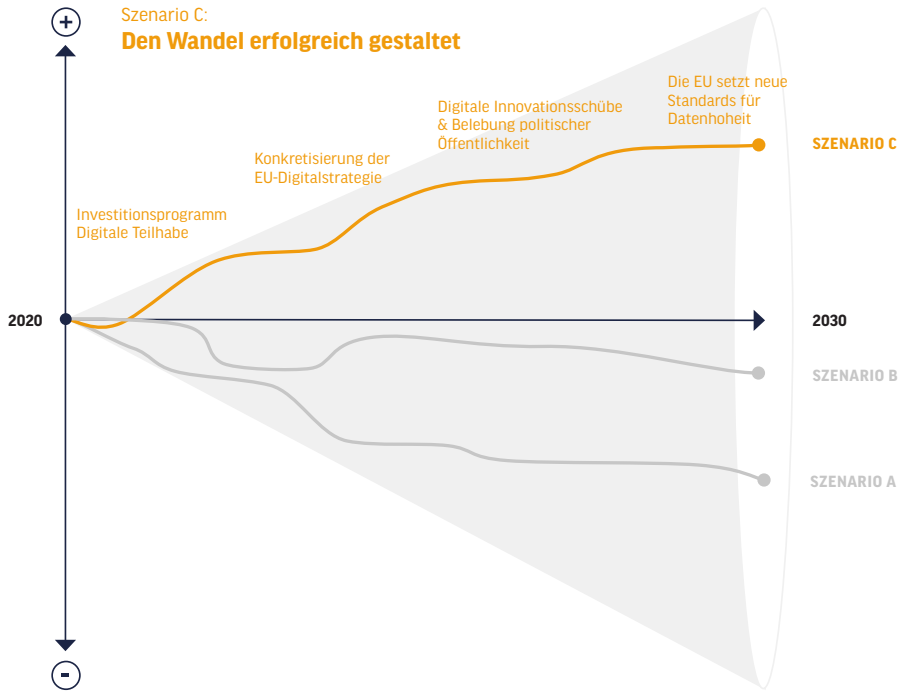 +
Szenario C:
Den Wandel erfolgreich gestaltet
Die EU setzt neue
Standards für
Datenhoheit
Digitale Innovationsschübe
& Belebung politischer
Öffentlichkeit
SZENARIO C
Konkretisierung der
EU-Digitalstrategie
Investitionsprogramm
Digitale Teilhabe
2020
2030
SZENARIO B
SZENARIO A
-